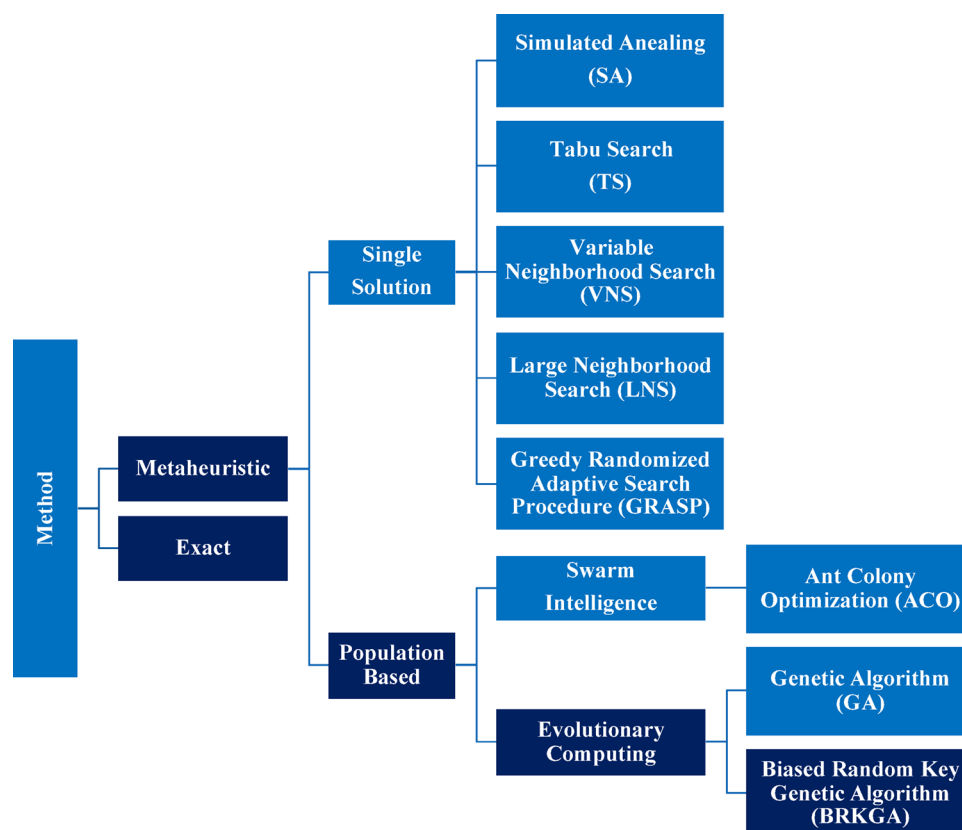 Simulated Anealing
(SA)
Tabu Search
(TS)
Variable
Neighborhood Search
(VNS)
Single
Solution
Large Neighborhood
Search (LNS)
Greedy Randomized
Adaptive Search
Procedure (GRASP)
Method
Metaheuristic
Exact
Swarm
Intelligence
Ant Colony
Optimization (ACO)
Population
Based
Genetic Algorithm
(GA)
Evolutionary
Computing
Biased Random Key
Genetic Algorithm
(BRKGA)